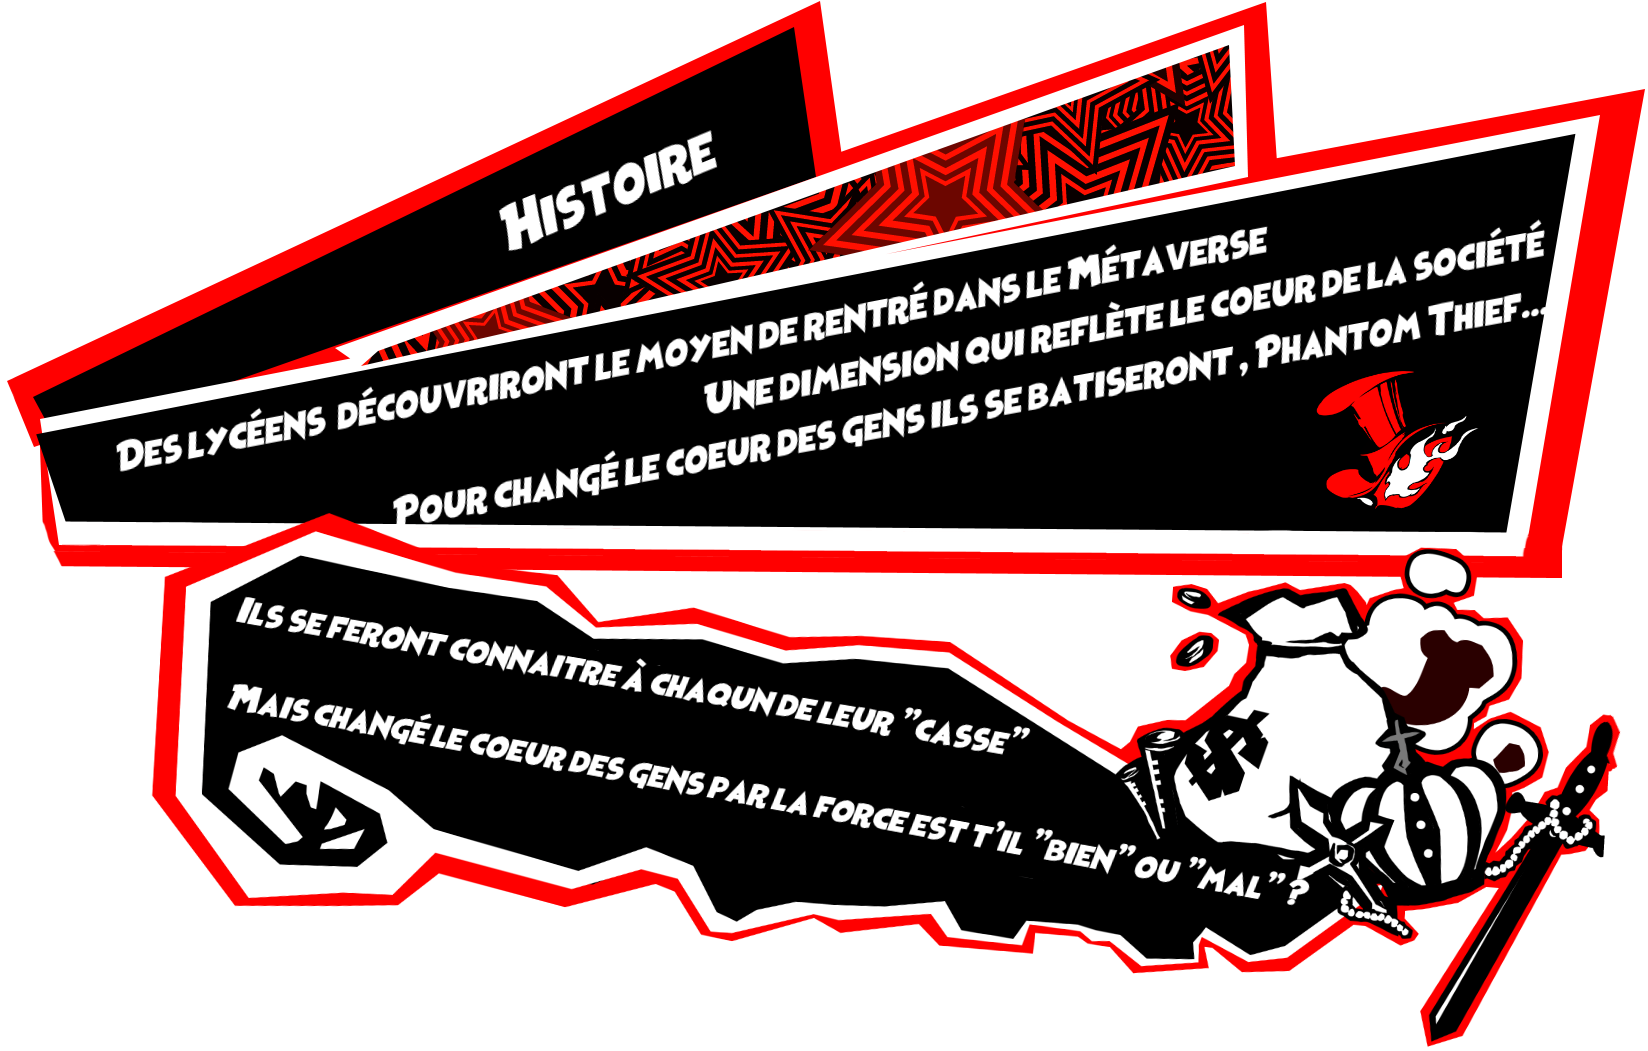 Histoire
Des lycéens découvriront le moyen de rentré dans le Métaverse
Une dimension qui reflète le coeur de la société
Pour changé le coeur des gens ils se batiseront , Phantom Thief...
Ils se feront connaitre à chaqun de leur "casse"
Mais changé le coeur des gens par la force est t'il "bien" ou "mal" ?